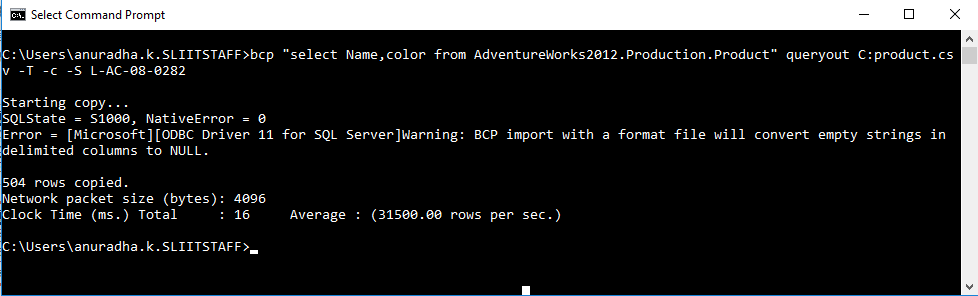 Select Command Prompt
C:\Users\anuradha.k.SLIITSTAFF>bcp "select Name,color from AdventureWorks2012.Production.Product" queryout C:product.cs
v -T -c -S L-AC-08-0282
Starting copy...
SQLState = S1000, NativeError = 0
Error = [Microsoft][ODBC Driver 11 for SQL Server]Warning: BCP import with a format file will convert empty strings in
delimited columns to NULL.
504 rows copied.
Network packet size (bytes): 4096
Clock Time (ms.) Total     : 16     Average : (31500.00 rows per sec.)
C:\Users\anuradha.k.SLIITSTAFF>